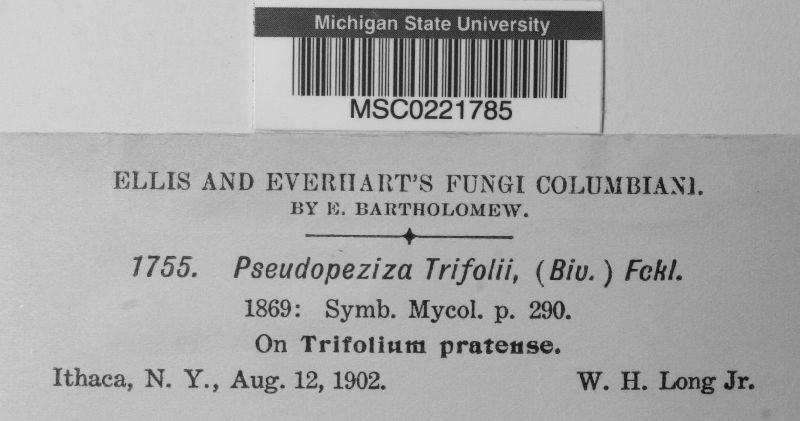 Michigan State University
MSC0221785
ELLIS AND EVERHART'S FUNGI COLUMBIANI.
BY E. BARTHOLOMEW.
1755. Pseudopeziza Trifolii, (Biv.) Fckl.
1869: Symb. Mycol. p. 290.
On Trifolium pratense.
Ithaca, N. Y., Aug. 12, 1902. W. H. Long Jr.